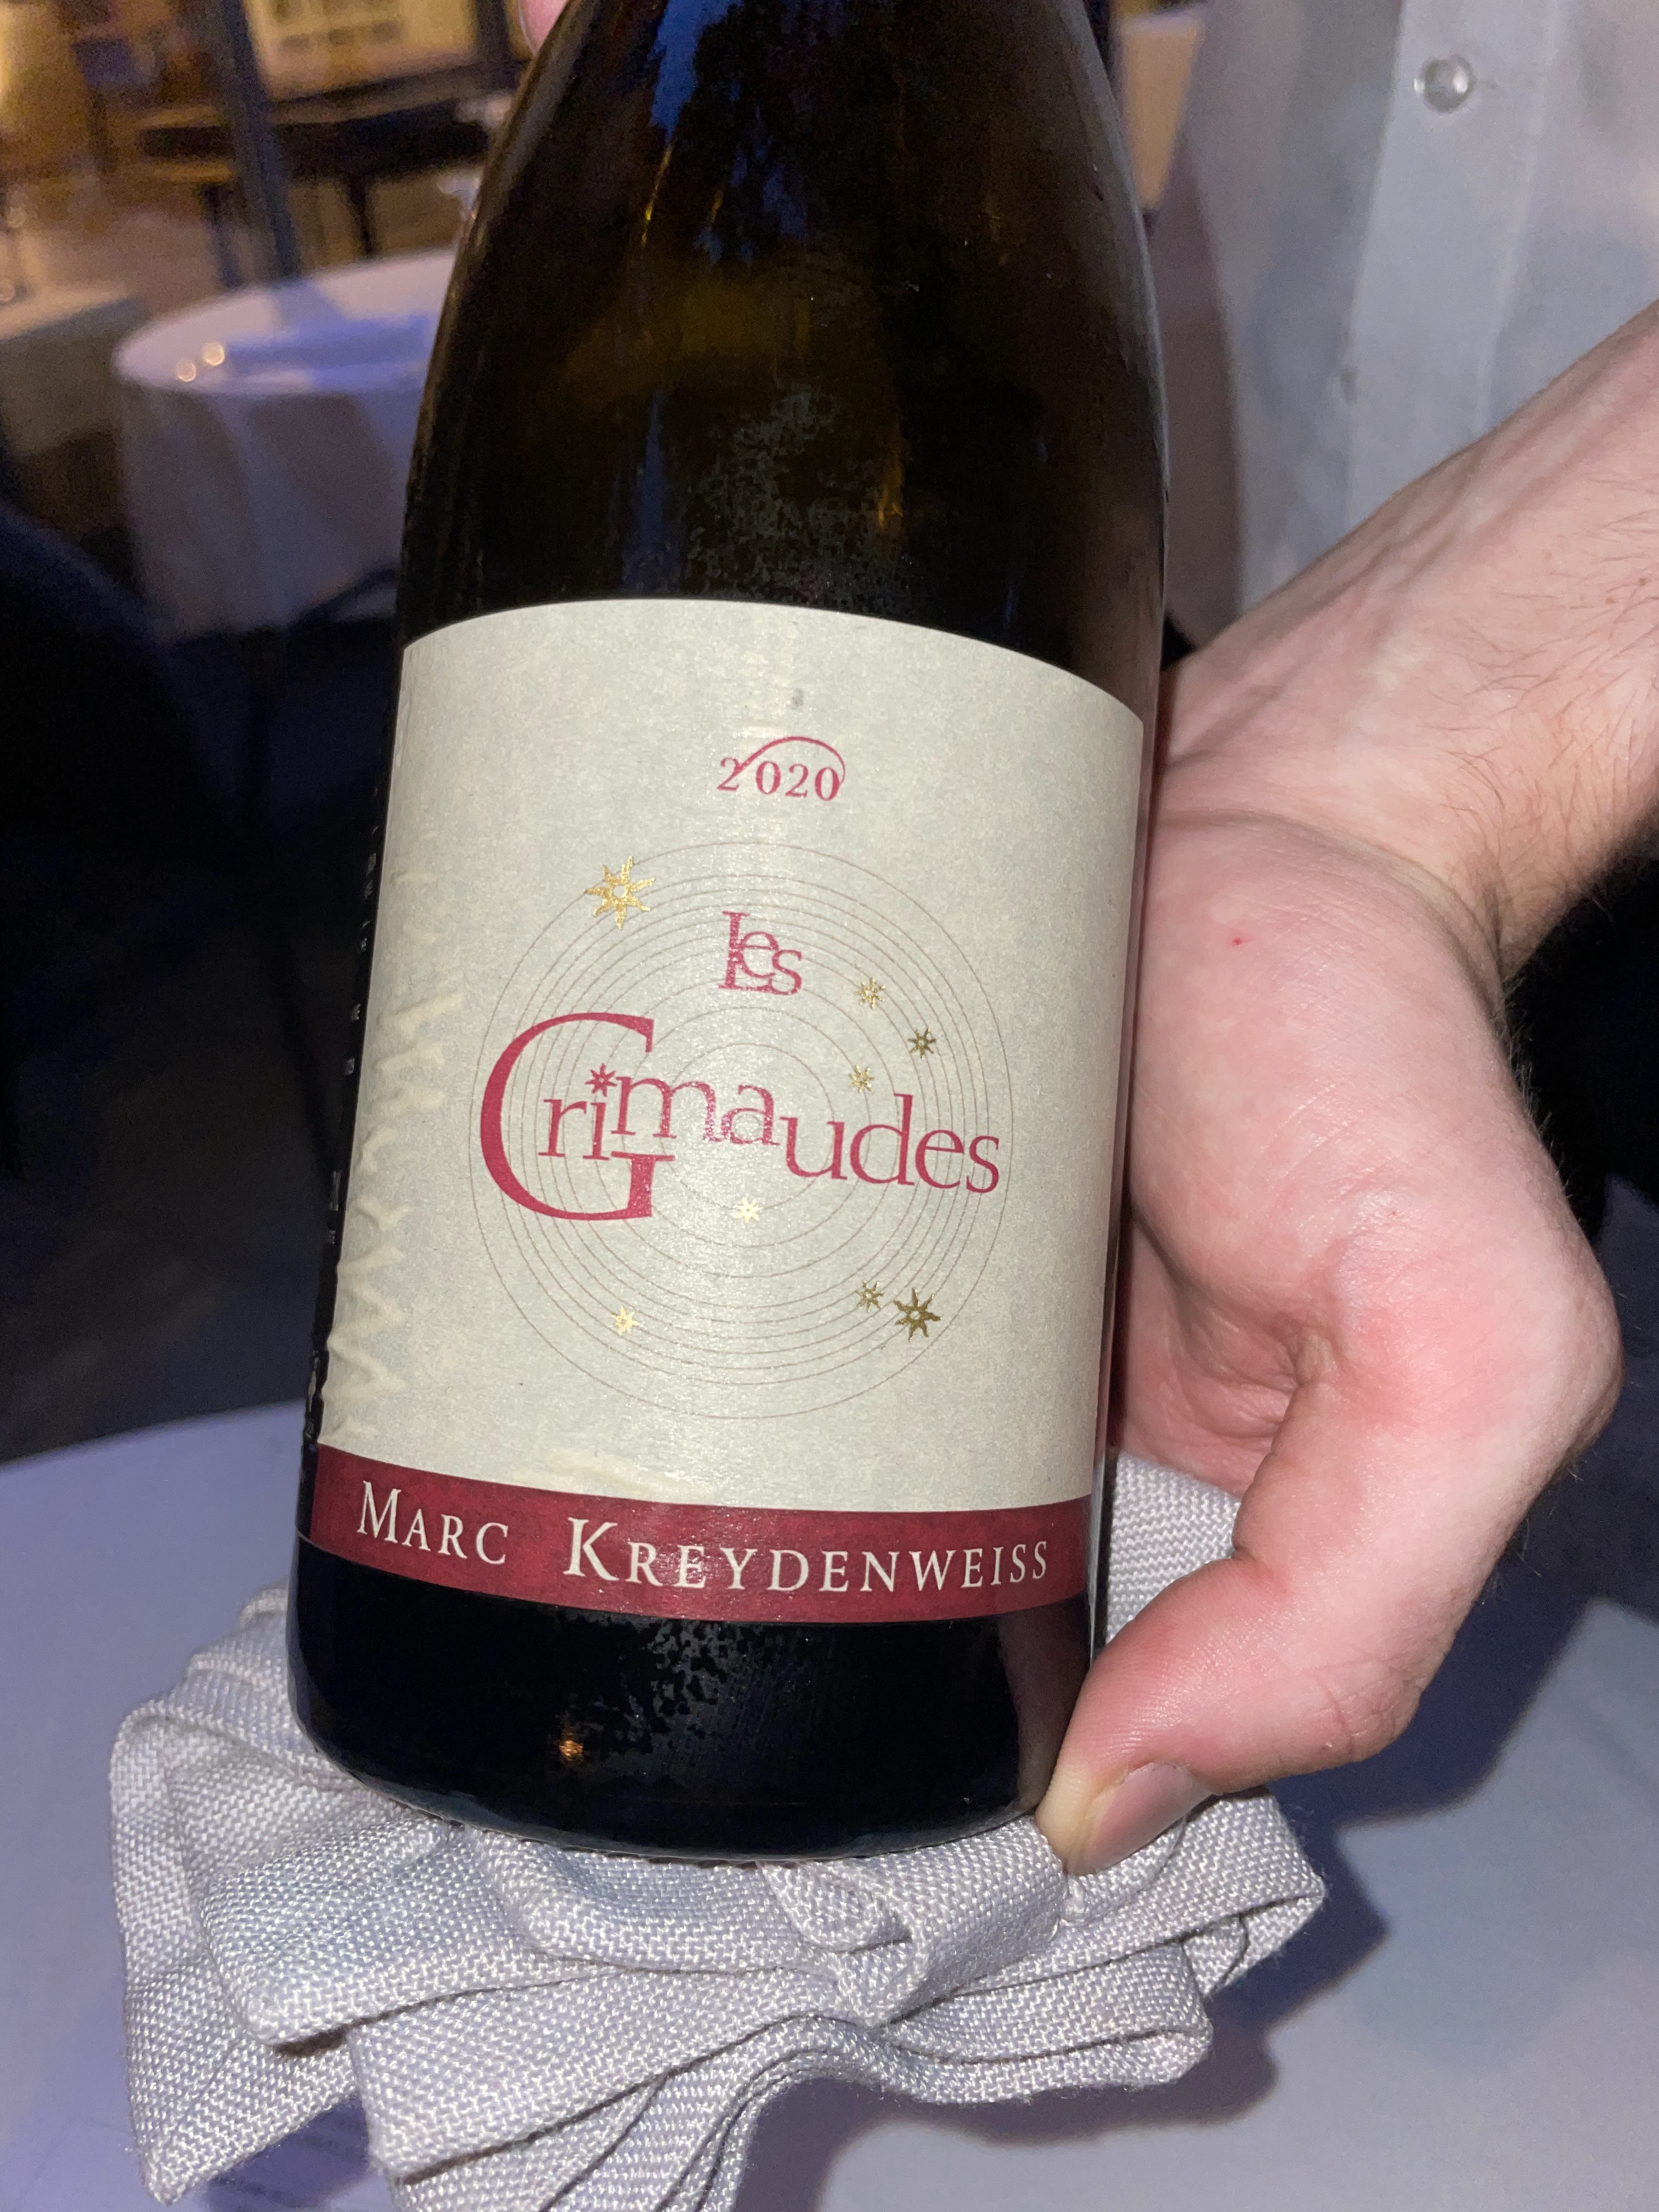 2020
les
Grimaudes
MARC KREYDENWEISS